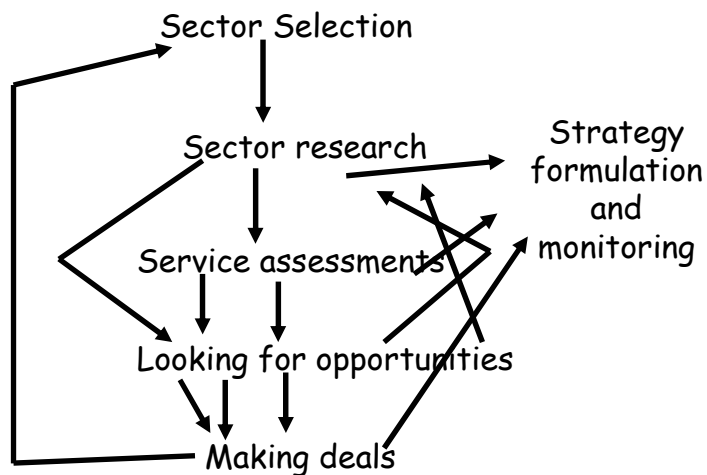 Sector Selection
Sector research
Strategy
formulation
and
monitoring
Service assessments
Looking for opportunities
Making deals